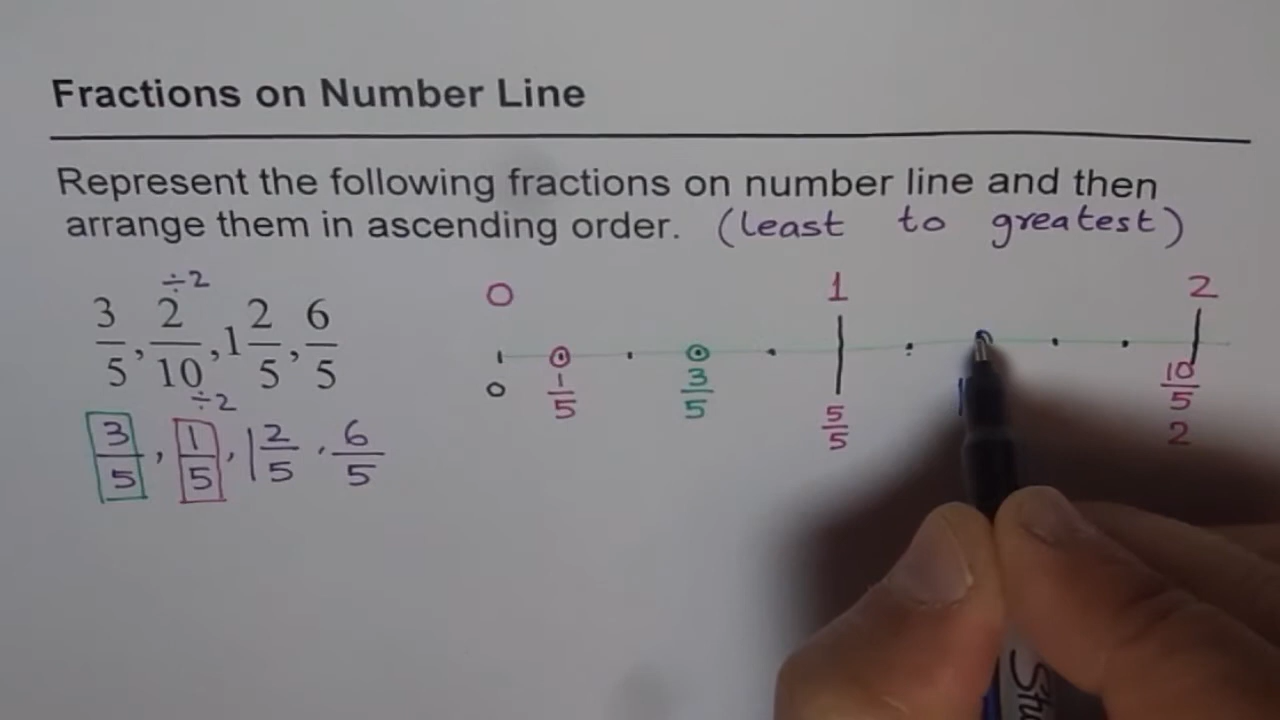 Fractions on Number Line
Represent the following fractions on number line and then
arrange them in ascending order. (least to greatest)
÷2
3/5, 2/10, 1 2/5, 6/5
÷2
3/5, 1/5, 1 2/5, 6/5
0 1 2
0 1/5 3/5 5/5 1 10/5
2